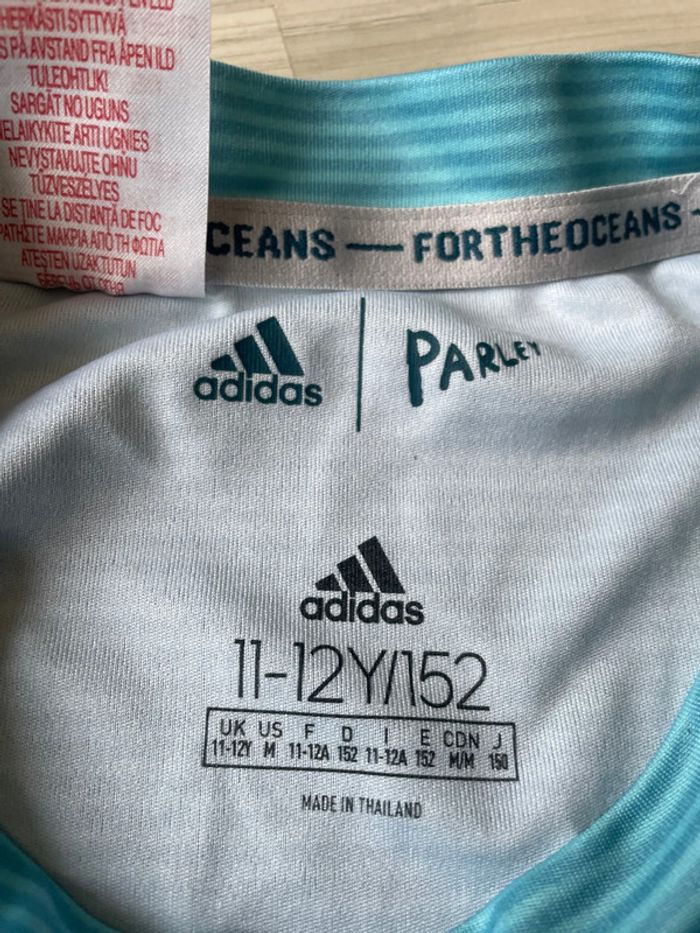 HERKÄSTI SYTTYVÄ
S PÅ AVSTAND FRA ÅPEN ILD
TULEOHTLIK!
SARGĀT NO UGUNS
NELAIKYKITE ARTI UGNIES
NEVYSTAVUJTE OHNU
TŰZVESZÉLYES
SE ȚINE LA DISTANȚĂ DE FOC
ΡΑΤΗΣΤΕ ΜΑΚΡΙΑ ΑΠΟ ΤΗ ΦΩΤΙΑ
ATEŞTEN UZAK TUTUN
CEANS — FORTHEOCEANS —
adidas
PARLEY
adidas
11-12Y/152
UK US F D I E CDN J
11-12Y M 11-12A 152 11-12A 152 M/M 150
MADE IN THAILAND